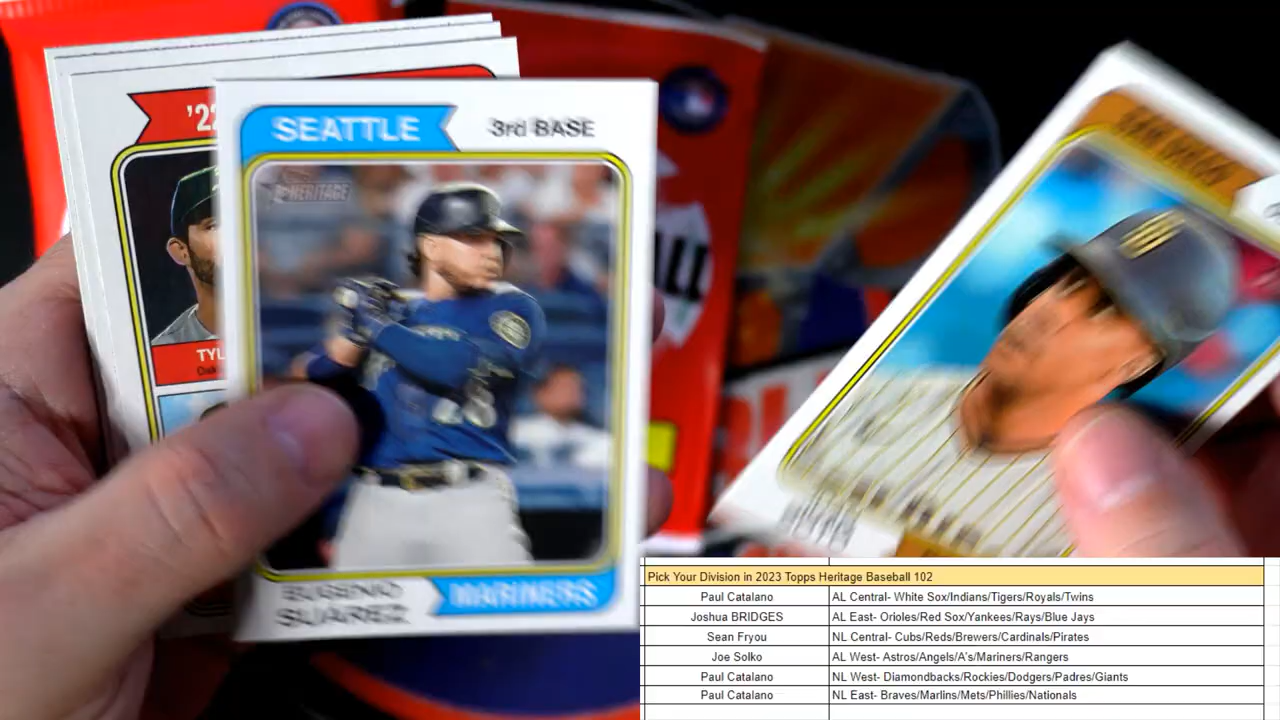 '22
TYL
SEATTLE
3rd BASE
HERITAGE
EUGENIO
SUAREZ
MARINERS
ALL
Pick Your Division in 2023 Topps Heritage Baseball 102
Paul Catalano AL Central- White Sox/Indians/Tigers/Royals/Twins
Joshua BRIDGES AL East- Orioles/Red Sox/Yankees/Rays/Blue Jays
Sean Fryou NL Central- Cubs/Reds/Brewers/Cardinals/Pirates
Joe Solko AL West- Astros/Angels/A's/Mariners/Rangers
Paul Catalano NL West- Diamondbacks/Rockies/Dodgers/Padres/Giants
Paul Catalano NL East- Braves/Marlins/Mets/Phillies/Nationals